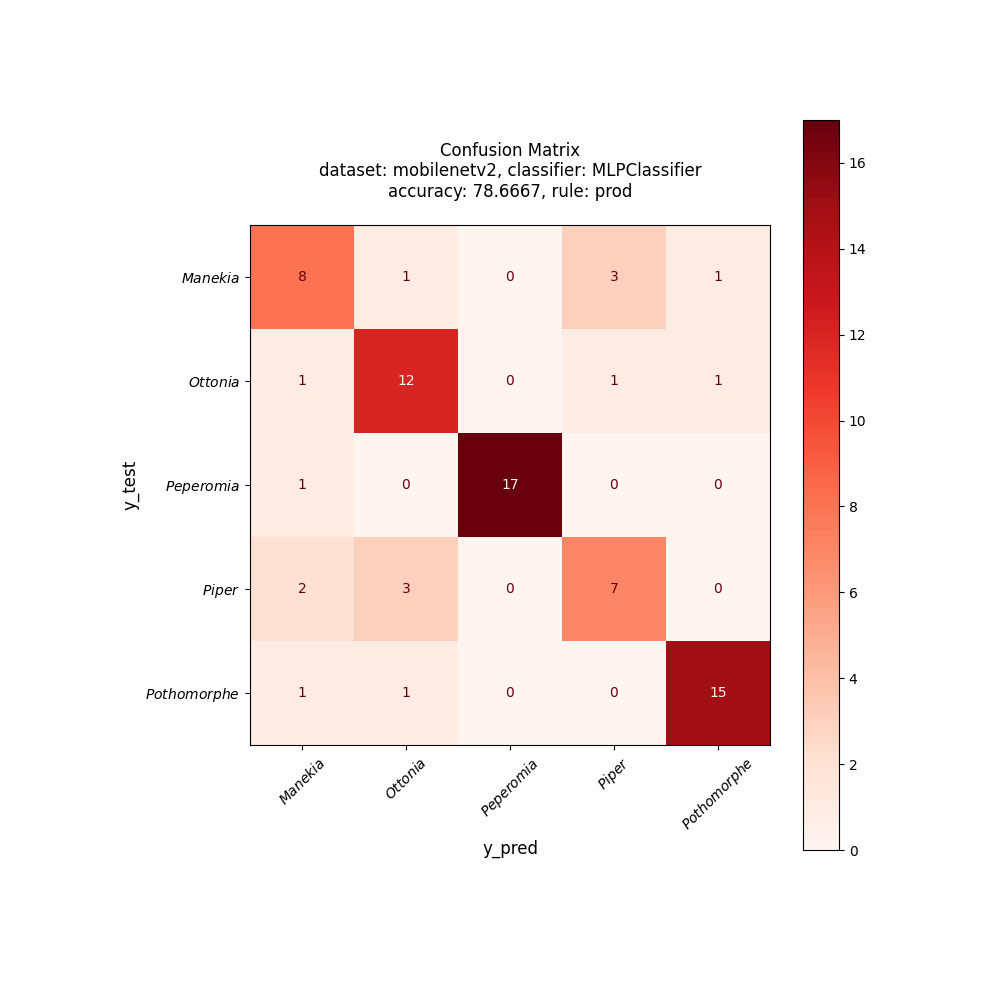 Confusion Matrix
dataset: mobilenetv2, classifier: MLPClassifier
accuracy: 78.6667, rule: prod
y_test
Manekia 8 1 0 3 1
Ottonia 1 12 0 1 1
Peperomia 1 0 17 0 0
Piper 2 3 0 7 0
Pothomorphe 1 1 0 0 15
Manekia Ottonia Peperomia Piper Pothomorphe
y_pred
16
14
12
10
8
6
4
2
0